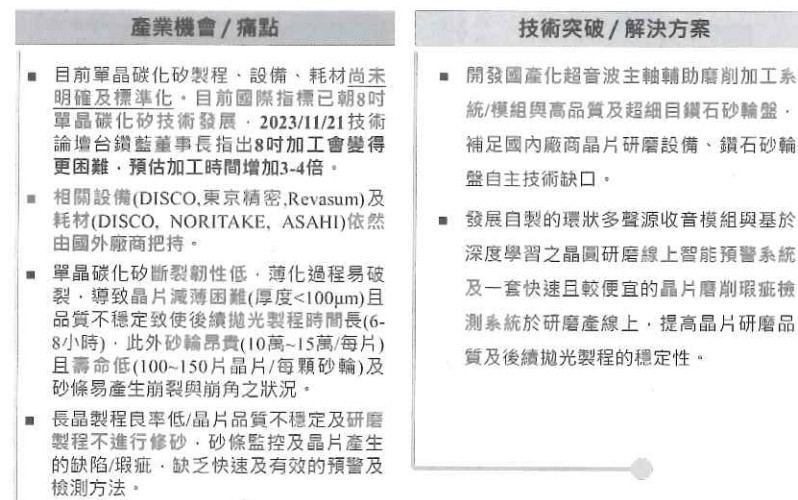 產業機會 / 痛點
■ 目前單晶碳化矽製程、設備、耗材尚未
明確及標準化。目前國際指標已朝8吋
單晶碳化矽技術發展，2023/11/21技術
論壇台鑽藍董事長指出8吋加工會變得
更困難，預估加工時間增加3-4倍。
■ 相關設備(DISCO,東京精密,Revasum)及
耗材(DISCO, NORITAKE, ASAHI)依然
由國外廠商把持。
■ 單晶碳化矽斷裂韌性低，薄化過程易破
裂，導致晶片減薄困難(厚度<100μm)且
品質不穩定致使後續拋光製程時間長(6-
8小時)，此外砂輪昂貴(10萬~15萬/每片)
且壽命低(100~150片晶片/每顆砂輪)及
砂條易產生崩裂與崩角之狀況。
■ 長晶製程良率低/晶片品質不穩定及研磨
製程不進行修砂，砂條監控及晶片產生
的缺陷/瑕疵，缺乏快速及有效的預警及
檢測方法。
技術突破 / 解決方案
■ 開發國產化超音波主軸輔助磨削加工系
統/模組與高品質及超細目鑽石砂輪盤，
補足國內廠商晶片研磨設備、鑽石砂輪
盤自主技術缺口。
■ 發展自製的環狀多聲源收音模組與基於
深度學習之晶圓研磨線上智能預警系統
及一套快速且較便宜的晶片磨削瑕疵檢
測系統於研磨產線上，提高晶片研磨品
質及後續拋光製程的穩定性。